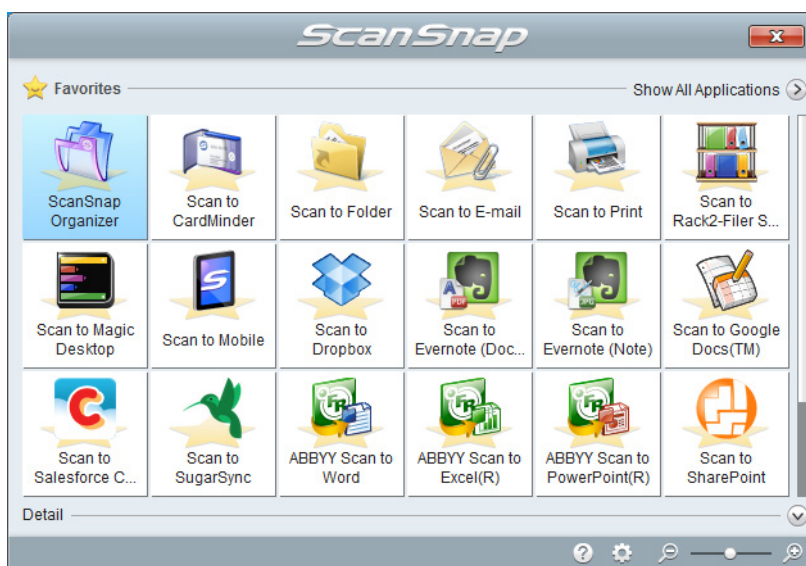 ScanSnap
Favorites
Show All Applications
ScanSnap
Organizer
Scan to
CardMinder
Scan to Folder
Scan to E-mail
Scan to Print
Scan to
Rack2-Filer S...
Scan to Magic
Desktop
Scan to Mobile
Scan to
Dropbox
Scan to
Evernote (Doc...
Scan to
Evernote (Note)
Scan to Google
Docs(TM)
Scan to
Salesforce C...
Scan to
SugarSync
ABBYY Scan to
Word
ABBYY Scan to
Excel(R)
ABBYY Scan to
PowerPoint(R)
Scan to
SharePoint
Detail